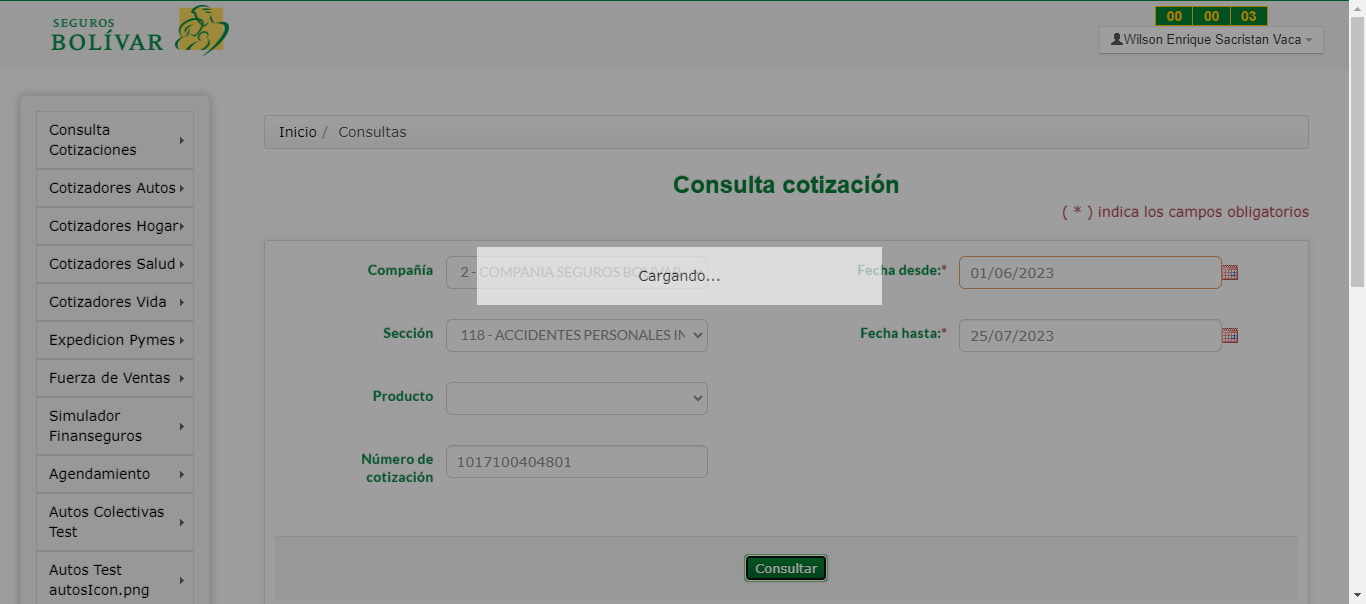 SEGUROS
BOLÍVAR
00 00 03
Wilson Enrique Sacristan Vaca
Consulta
Cotizaciones
Cotizadores Autos
Cotizadores Hogar
Cotizadores Salud
Cotizadores Vida
Expedicion Pymes
Fuerza de Ventas
Simulador
Finanseguros
Agendamiento
Autos Colectivas
Test
Autos Test
autosIcon.png
Inicio / Consultas
Consulta cotización
( * ) indica los campos obligatorios
Compañía
2 - COMPANIA SEGUROS BOLIVAR
Fecha desde:*
01/06/2023
Cargando...
Sección
118 - ACCIDENTES PERSONALES IN
Fecha hasta:*
25/07/2023
Producto
Número de
cotización
1017100404801
Consultar